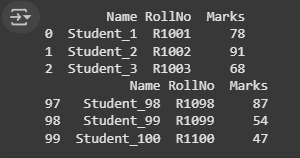 Name RollNo Marks
0 Student_1 R1001 78
1 Student_2 R1002 91
2 Student_3 R1003 68
Name RollNo Marks
97 Student_98 R1098 87
98 Student_99 R1099 54
99 Student_100 R1100 47